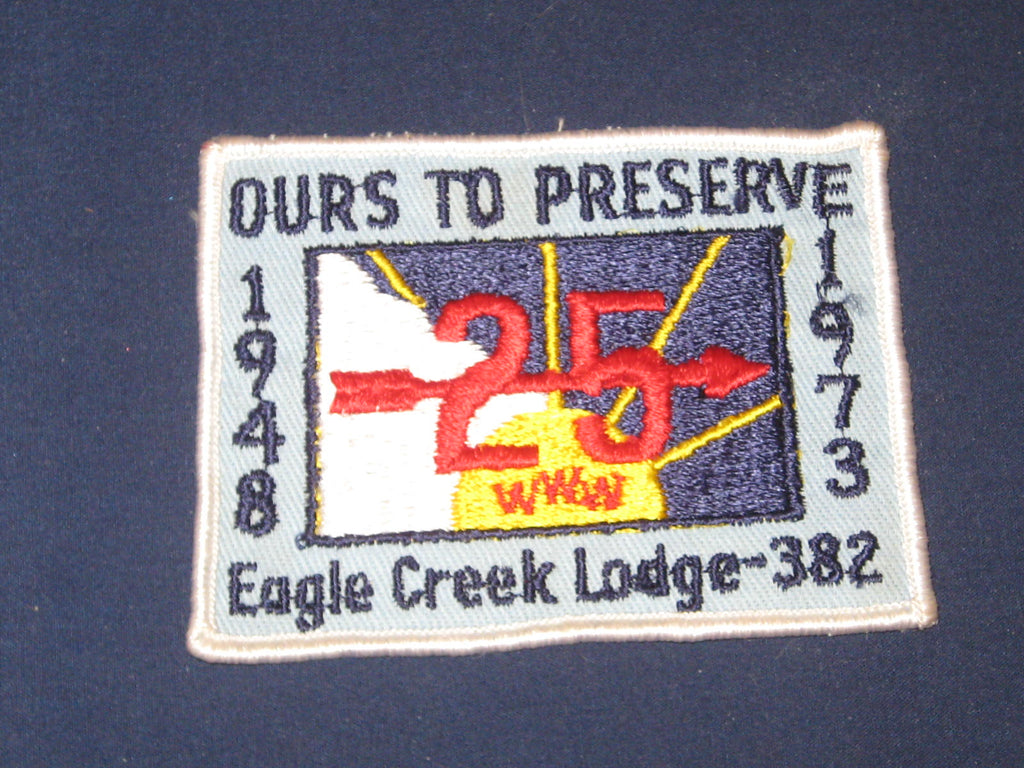 OURS TO PRESERVE
1948
1973
25
WWW
Eagle Creek Lodge-382